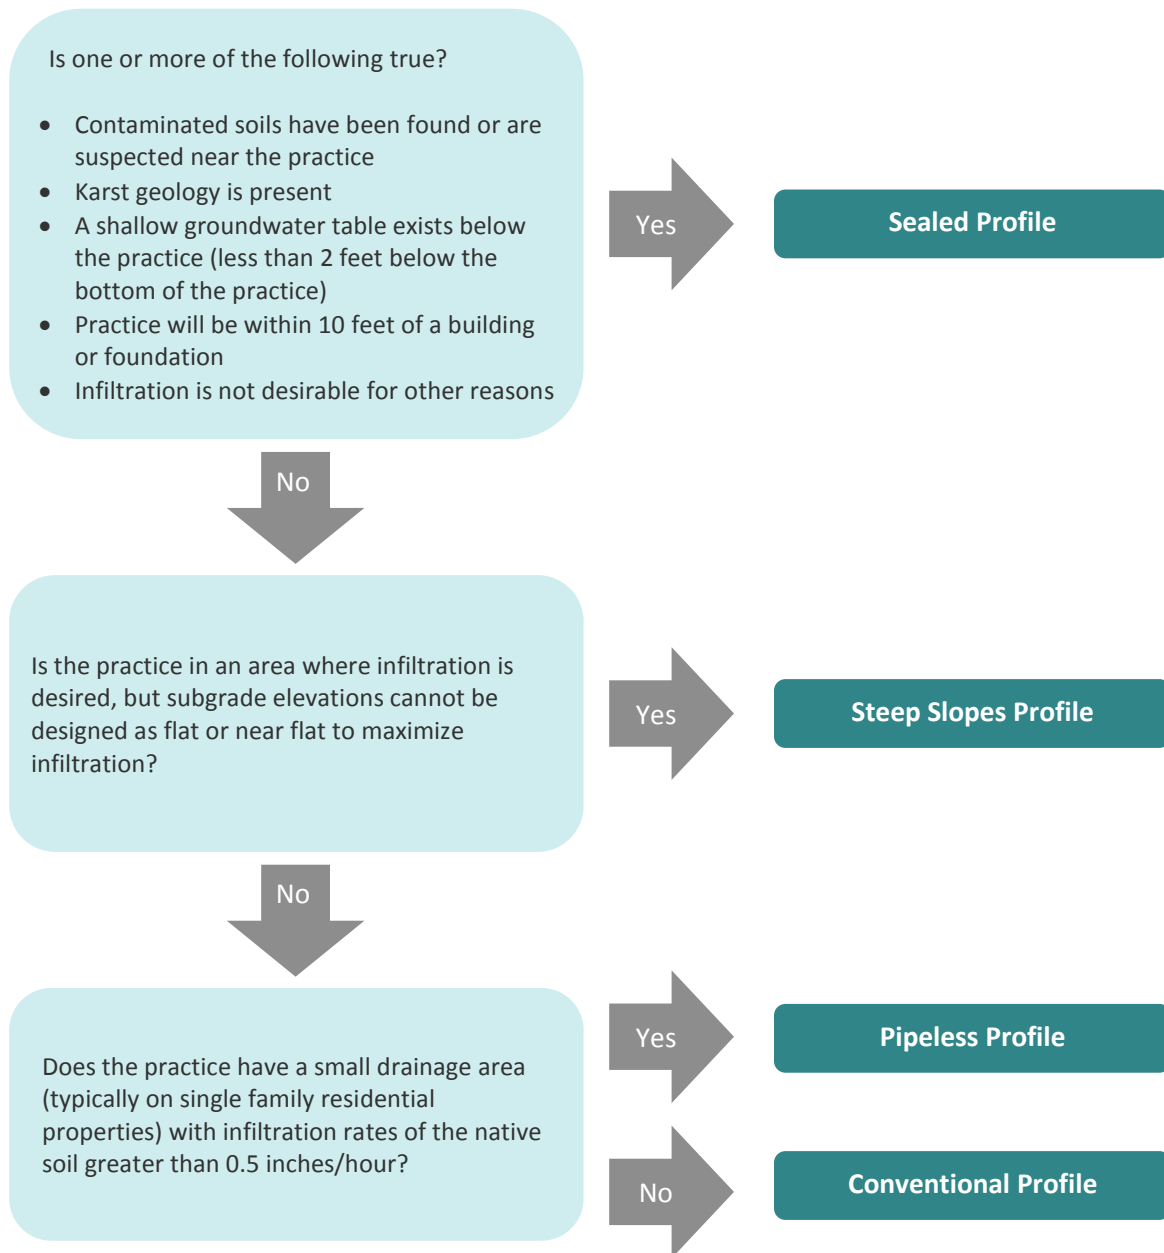 Is one or more of the following true?
• Contaminated soils have been found or are
suspected near the practice
• Karst geology is present
• A shallow groundwater table exists below
the practice (less than 2 feet below the
bottom of the practice)
• Practice will be within 10 feet of a building
or foundation
• Infiltration is not desirable for other reasons
Yes
Sealed Profile
No
Is the practice in an area where infiltration is
desired, but subgrade elevations cannot be
designed as flat or near flat to maximize
infiltration?
Yes
Steep Slopes Profile
No
Does the practice have a small drainage area
(typically on single family residential
properties) with infiltration rates of the native
soil greater than 0.5 inches/hour?
Yes
Pipeless Profile
No
Conventional Profile